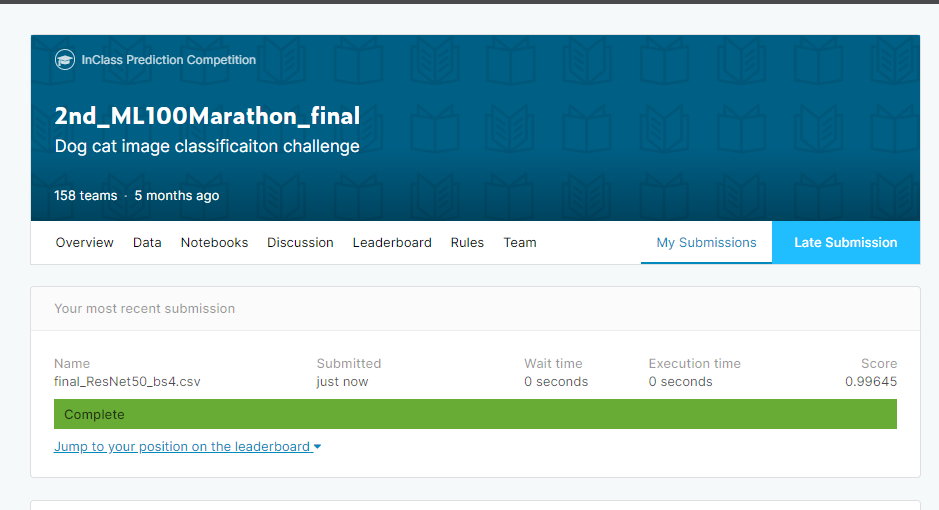 InClass Prediction Competition
2nd_ML100Marathon_final
Dog cat image classificaiton challenge
158 teams · 5 months ago
Overview Data Notebooks Discussion Leaderboard Rules Team My Submissions Late Submission
Your most recent submission
Name Submitted Wait time Execution time Score
final_ResNet50_bs4.csv just now 0 seconds 0 seconds 0.99645
Complete
Jump to your position on the leaderboard